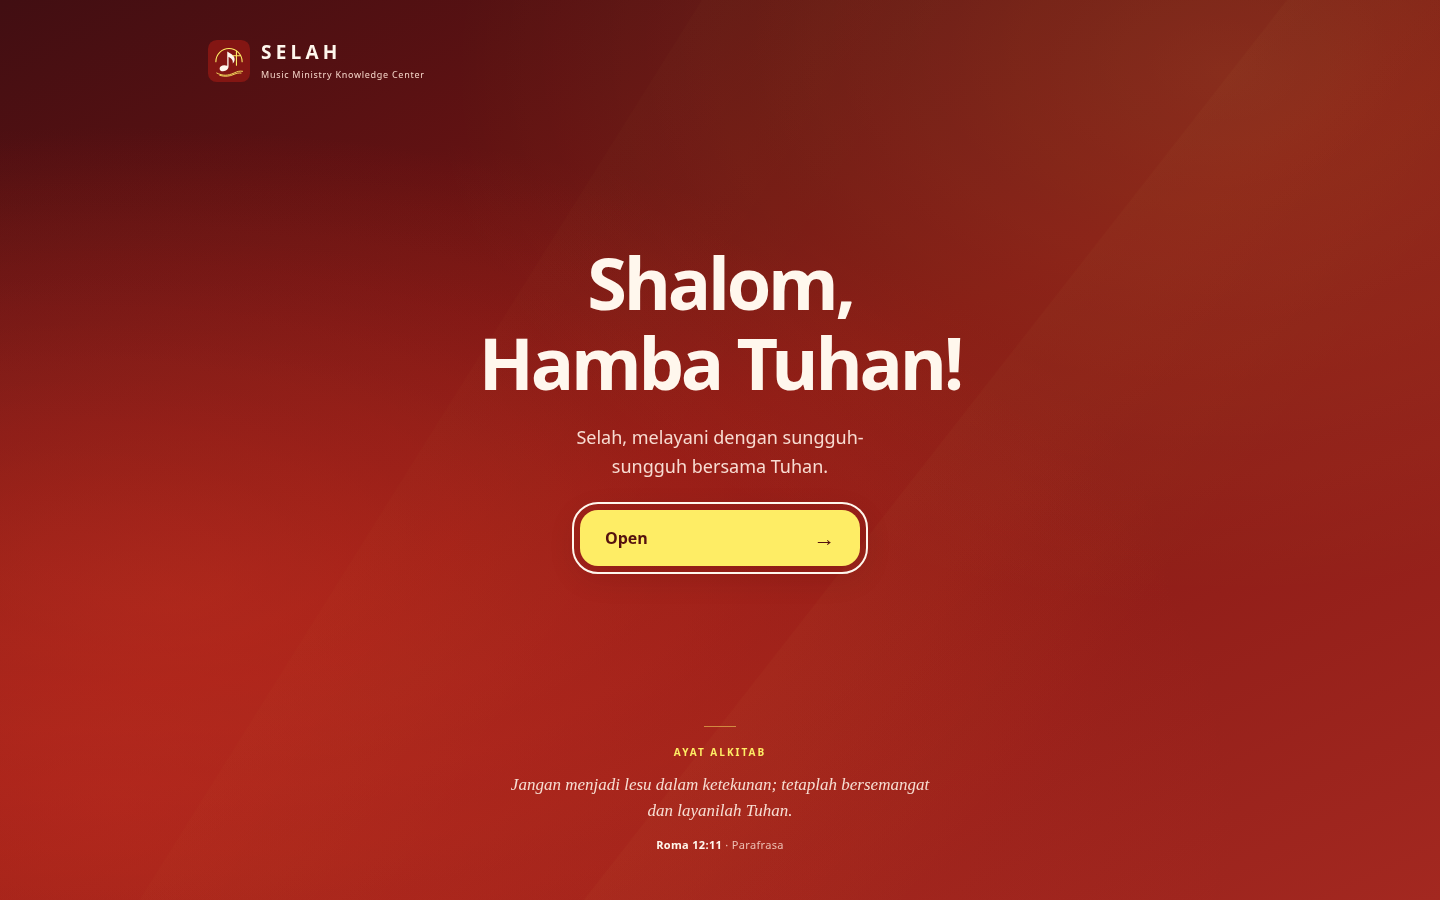 SELAH
Music Ministry Knowledge Center
Shalom,
Hamba Tuhan!
Selah, melayani dengan sungguh-
sungguh bersama Tuhan.
Open →
AYAT ALKITAB
Jangan menjadi lesu dalam ketekunan; tetaplah bersemangat
dan layanilah Tuhan.
Roma 12:11 · Parafrasa